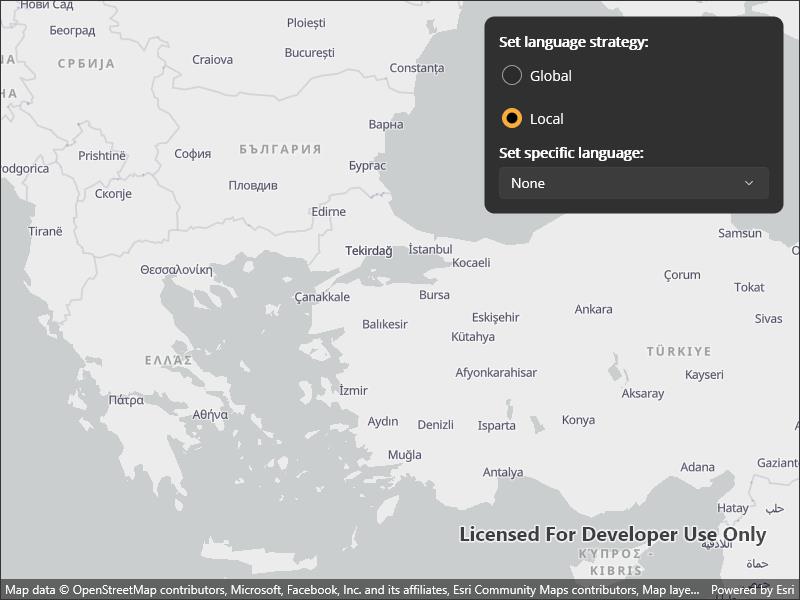 Нови Сад
Београд
СРБИЈА
Ploiești
București
Craiova
Constanța
Варна
Prishtinë
София
БЪЛГАРИЯ
Бургас
odgorica
Скопје
Пловдив
Edirne
Tiranë
Tekirdağ
İstanbul
Kocaeli
Samsun
Θεσσαλονίκη
Çorum
Çanakkale
Bursa
Tokat
Ankara
Eskişehir
Sivas
Balıkesir
Kütahya
TÜRKIYE
ΕΛΛΑΣ
Afyonkarahisar
Kayseri
İzmir
Aksaray
Πάτρα
Αθήνα
Aydın
Denizli
Isparta
Konya
Muğla
Antalya
Adana
Gaziant
Hatay
حلب
اللاذقية
حماة
ΚΎΠΡΟΣ -
KIBRIS
Set language strategy:
Global
Local
Set specific language:
None
Licensed For Developer Use Only
Map data © OpenStreetMap contributors, Microsoft, Facebook, Inc. and its affiliates, Esri Community Maps contributors, Map laye...
Powered by Esri